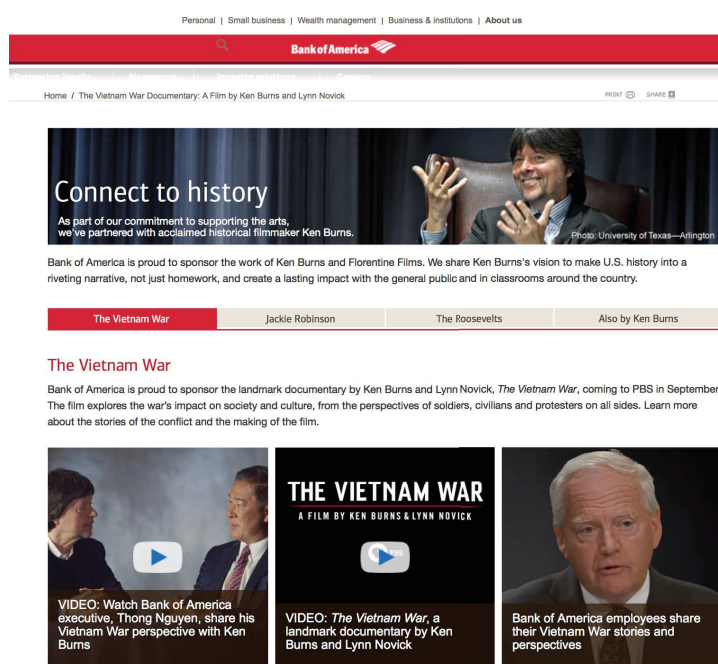 Personal | Small business | Wealth management | Business & institutions | About us
Bank of America
Partnering locally Newsroom Investor relations Careers
Home / The Vietnam War Documentary: A Film by Ken Burns and Lynn Novick PRINT SHARE
Connect to history
As part of our commitment to supporting the arts,
we've partnered with acclaimed historical filmmaker Ken Burns.
Photo: University of Texas—Arlington
Bank of America is proud to sponsor the work of Ken Burns and Florentine Films. We share Ken Burns's vision to make U.S. history into a
riveting narrative, not just homework, and create a lasting impact with the general public and in classrooms around the country.
The Vietnam War Jackie Robinson The Roosevelts Also by Ken Burns
The Vietnam War
Bank of America is proud to sponsor the landmark documentary by Ken Burns and Lynn Novick, The Vietnam War, coming to PBS in September
The film explores the war's impact on society and culture, from the perspectives of soldiers, civilians and protesters on all sides. Learn more
about the stories of the conflict and the making of the film.
VIDEO: Watch Bank of America
executive, Thong Nguyen, share his
Vietnam War perspective with Ken
Burns
THE VIETNAM WAR
A FILM BY KEN BURNS & LYNN NOVICK
PBS
VIDEO: The Vietnam War, a
landmark documentary by Ken
Burns and Lynn Novick
Bank of America employees share
their Vietnam War stories and
perspectives